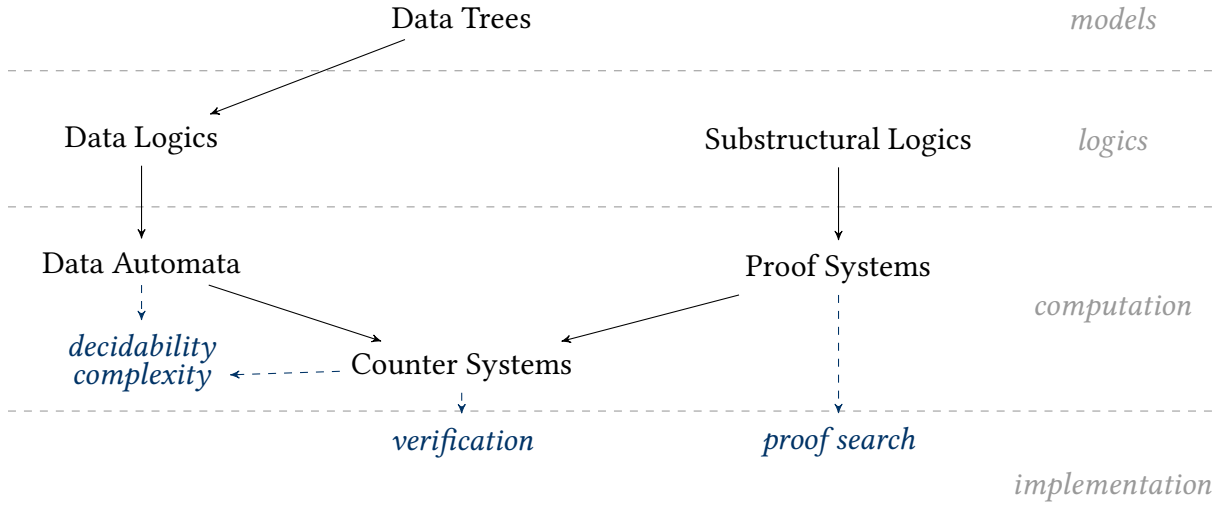 Data Trees
models
Data Logics
Substructural Logics
logics
Data Automata
Proof Systems
computation
decidability
complexity
Counter Systems
verification
proof search
implementation